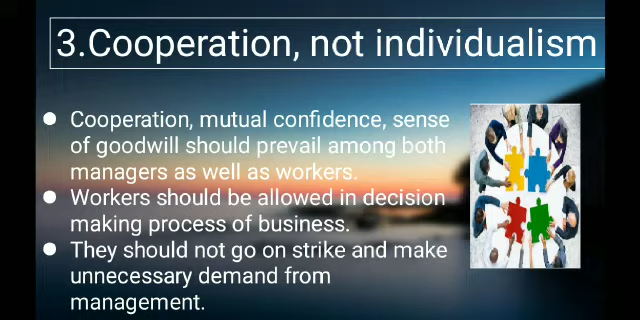 3.Cooperation, not individualism
● Cooperation, mutual confidence, sense
of goodwill should prevail among both
managers as well as workers.
● Workers should be allowed in decision
making process of business.
● They should not go on strike and make
unnecessary demand from
management.